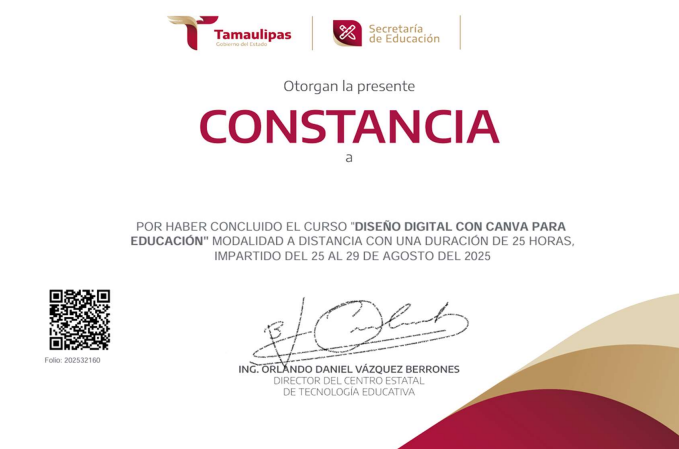 Tamaulipas
Gobierno del Estado
Secretaría
de Educación
Otorgan la presente
CONSTANCIA
a
POR HABER CONCLUIDO EL CURSO "DISEÑO DIGITAL CON CANVA PARA
EDUCACIÓN" MODALIDAD A DISTANCIA CON UNA DURACIÓN DE 25 HORAS,
IMPARTIDO DEL 25 AL 29 DE AGOSTO DEL 2025
Folio: 202532160
ING. ORLANDO DANIEL VÁZQUEZ BERRONES
DIRECTOR DEL CENTRO ESTATAL
DE TECNOLOGÍA EDUCATIVA